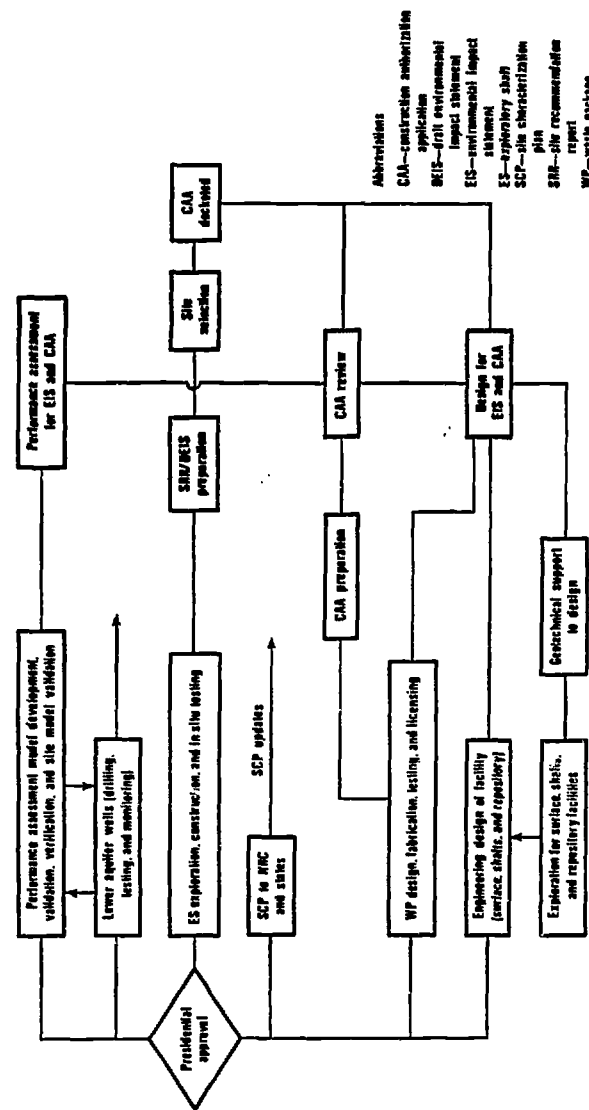 Presidential
approval
Performance assessment model development,
validation, verification, and site model validation
Performance assessment
for EIS and CAA
Lower aquifer wells (drilling,
testing, and monitoring)
ES exploration, construction, and in situ testing
SRR/DEIS
preparation
Site
selection
CAA
docketed
SCP to NRC
and states
SCP updates
CAA preparation
CAA review
WP design, fabrication, testing, and licensing
Engineering design of facility
(surface, shafts, and repository)
Design for
EIS and CAA
Exploration for surface, shafts,
and repository facilities
Geotechnical support
to design
Abbreviations
CAA—construction authorization
application
DEIS—draft environmental
impact statement
EIS—environmental impact
statement
ES—exploratory shaft
SCP—site characterization
plan
SRR—site recommendation
report
WP—waste package